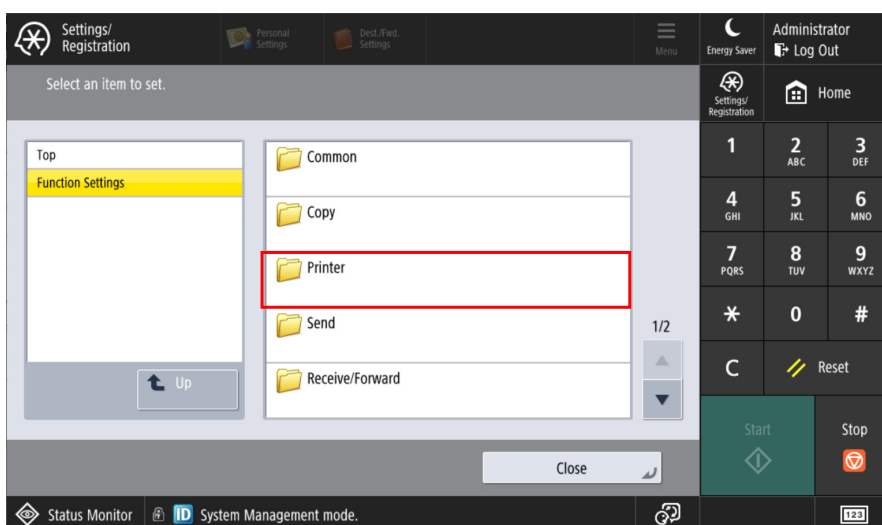 Settings/
Registration
Personal
Settings
Dest./Fwd.
Settings
Menu
Energy Saver
Administrator
Log Out
Select an item to set.
Settings/
Registration
Home
Top
Function Settings
Up
Common
Copy
Printer
Send
Receive/Forward
1/2
Close
1
2
ABC
3
DEF
4
GHI
5
JKL
6
MNO
7
PQRS
8
TUV
9
WXYZ
*
0
#
C
Reset
Start
Stop
Status Monitor
ID
System Management mode.
123